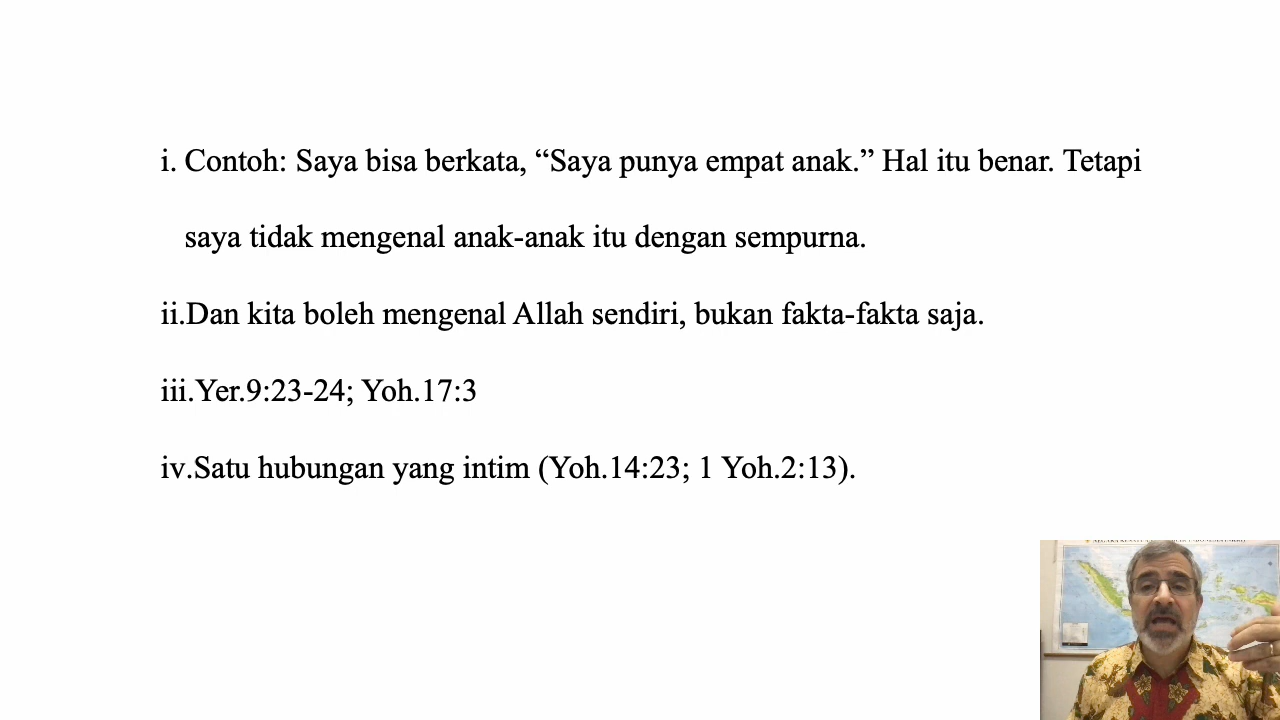 i. Contoh: Saya bisa berkata, “Saya punya empat anak.” Hal itu benar. Tetapi
saya tidak mengenal anak-anak itu dengan sempurna.
ii.Dan kita boleh mengenal Allah sendiri, bukan fakta-fakta saja.
iii.Yer.9:23-24; Yoh.17:3
iv.Satu hubungan yang intim (Yoh.14:23; 1 Yoh.2:13).